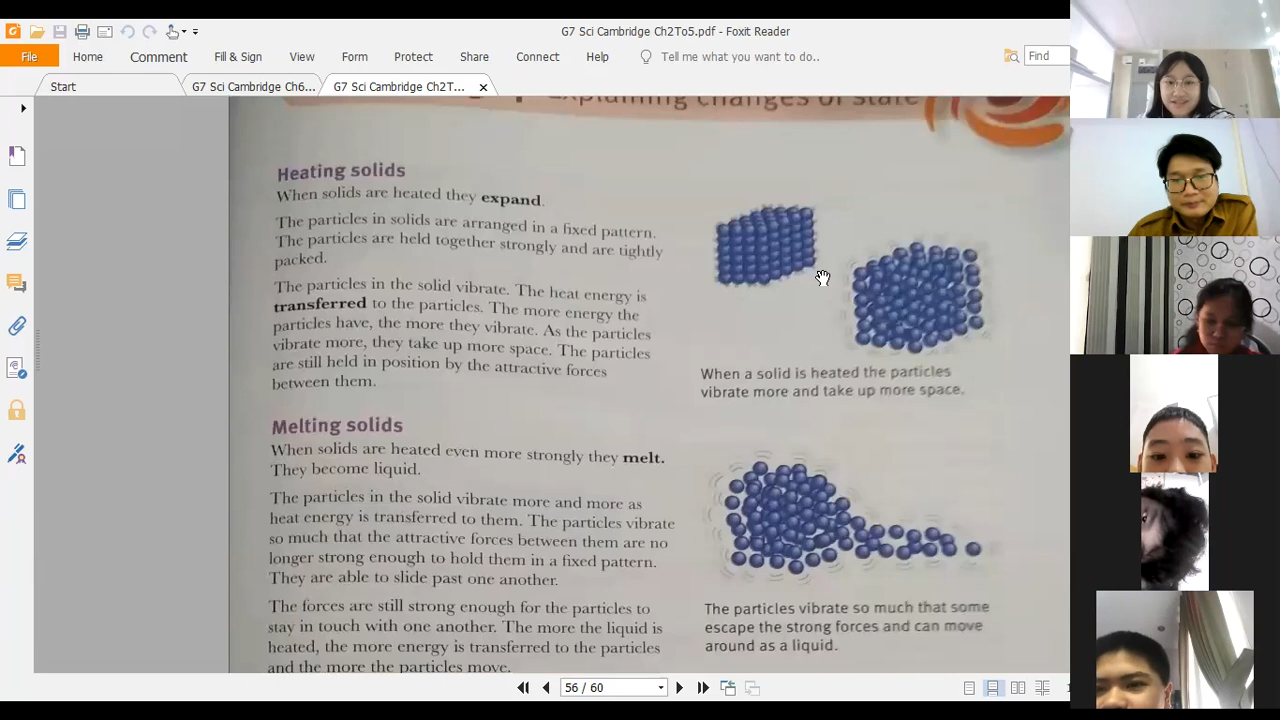 G7 Sci Cambridge Ch2To5.pdf - Foxit Reader
File Home Comment Fill & Sign View Form Protect Share Connect Help Tell me what you want to do.. Find
Start G7 Sci Cambridge Ch6... G7 Sci Cambridge Ch2T...
Explaining changes of state
Heating solids
When solids are heated they expand.
The particles in solids are arranged in a fixed pattern.
The particles are held together strongly and are tightly
packed.
The particles in the solid vibrate. The heat energy is
transferred to the particles. The more energy the
particles have, the more they vibrate. As the particles
vibrate more, they take up more space. The particles
are still held in position by the attractive forces
between them.
When a solid is heated the particles
vibrate more and take up more space.
Melting solids
When solids are heated even more strongly they melt.
They become liquid.
The particles in the solid vibrate more and more as
heat energy is transferred to them. The particles vibrate
so much that the attractive forces between them are no
longer strong enough to hold them in a fixed pattern.
They are able to slide past one another.
The forces are still strong enough for the particles to
stay in touch with one another. The more the liquid is
heated, the more energy is transferred to the particles
and the more the particles move.
The particles vibrate so much that some
escape the strong forces and can move
around as a liquid.
56 / 60